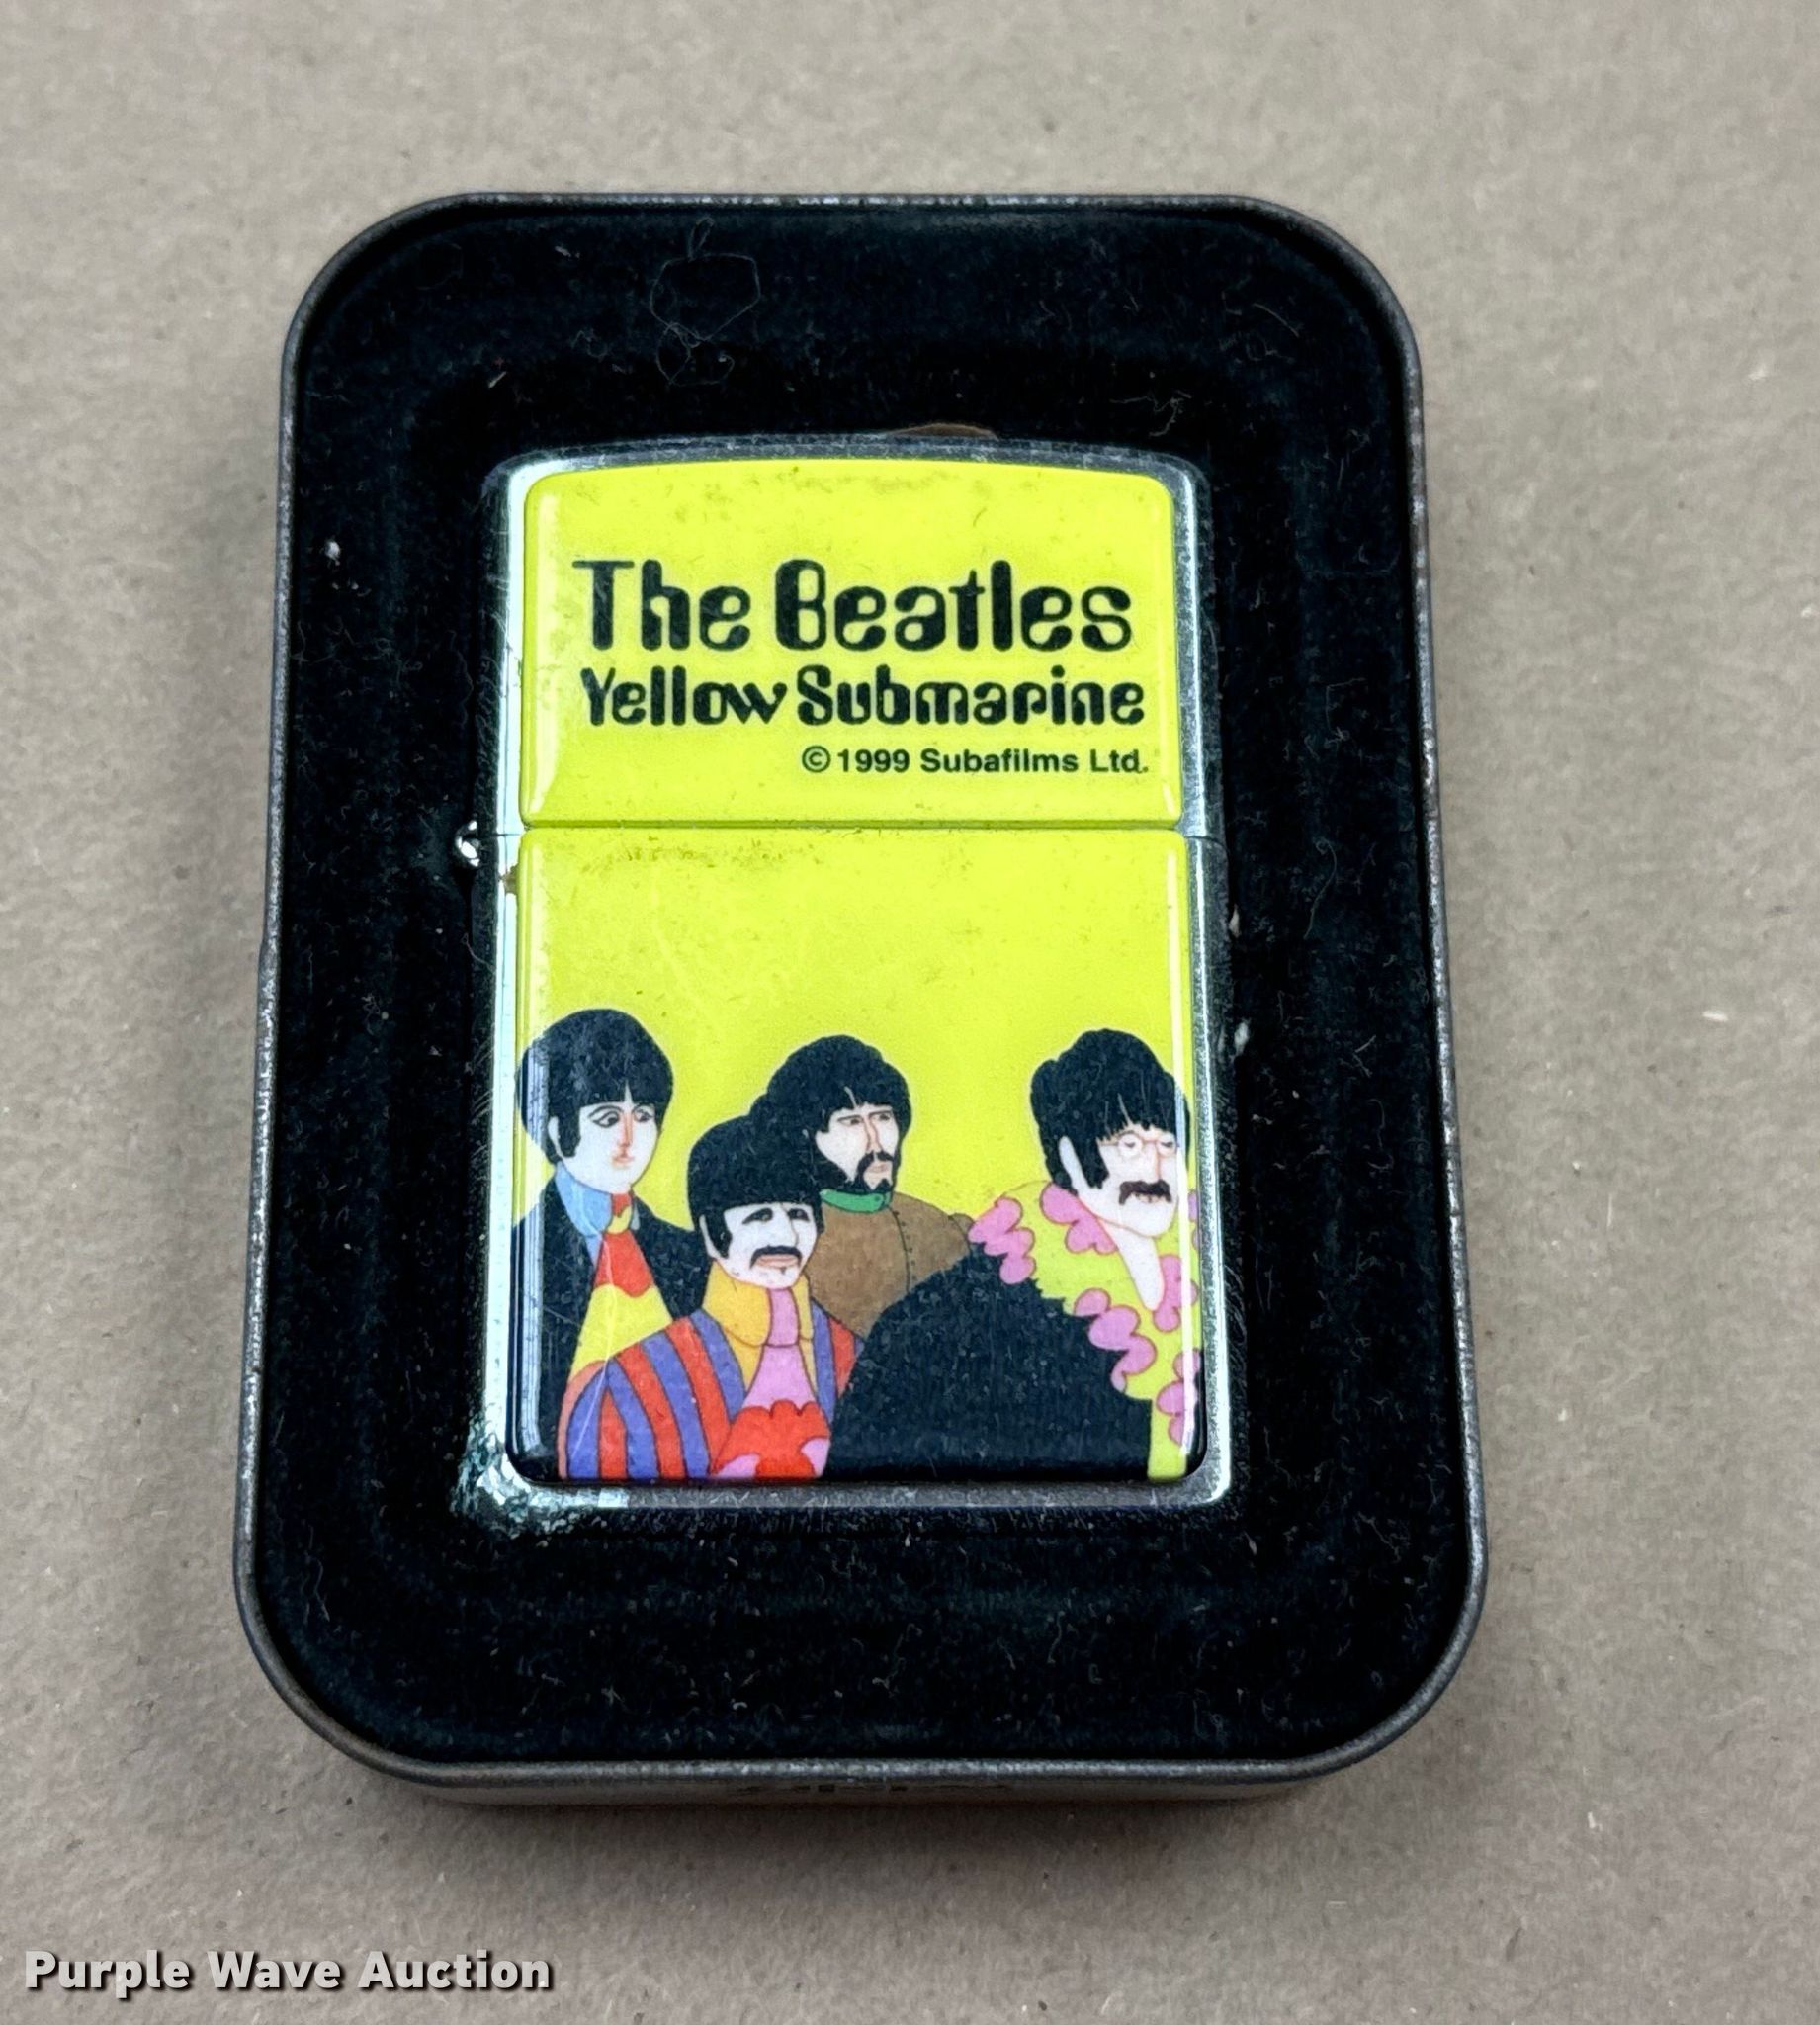 The Beatles
Yellow Submarine
© 1999 Subafilms Ltd.
Purple Wave Auction